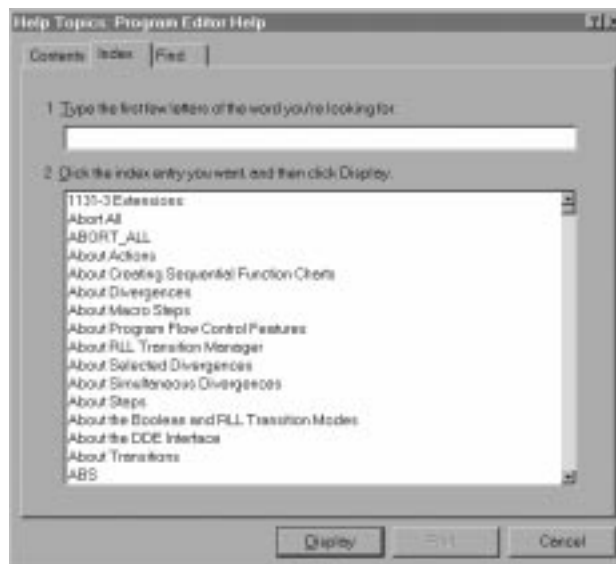 Help Topics: Program Editor Help
Contents Index Find
1 Type the first few letters of the word you're looking for.
2 Click the index entry you want, and then click Display.
1131-3 Extensions
Abort All
ABORT_ALL
About Actions
About Creating Sequential Function Charts
About Divergences
About Macro Steps
About Program Flow Control Features
About RLL Transition Manager
About Selected Divergences
About Simultaneous Divergences
About Steps
About the Boolean and RLL Transition Modes
About the DDE Interface
About Transitions
ABS
Display Cancel